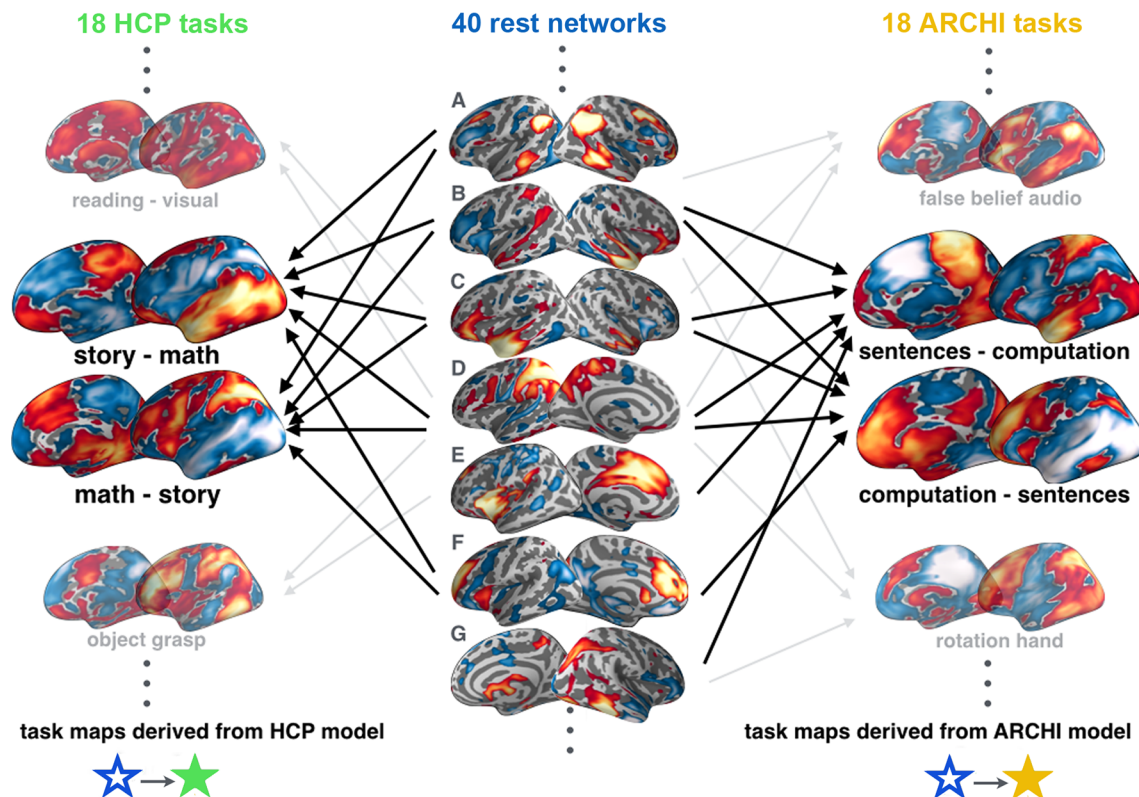 18 HCP tasks
40 rest networks
18 ARCHI tasks
A
reading - visual
false belief audio
B
C
story - math
sentences - computation
D
math - story
computation - sentences
E
F
object grasp
rotation hand
G
task maps derived from HCP model
task maps derived from ARCHI model